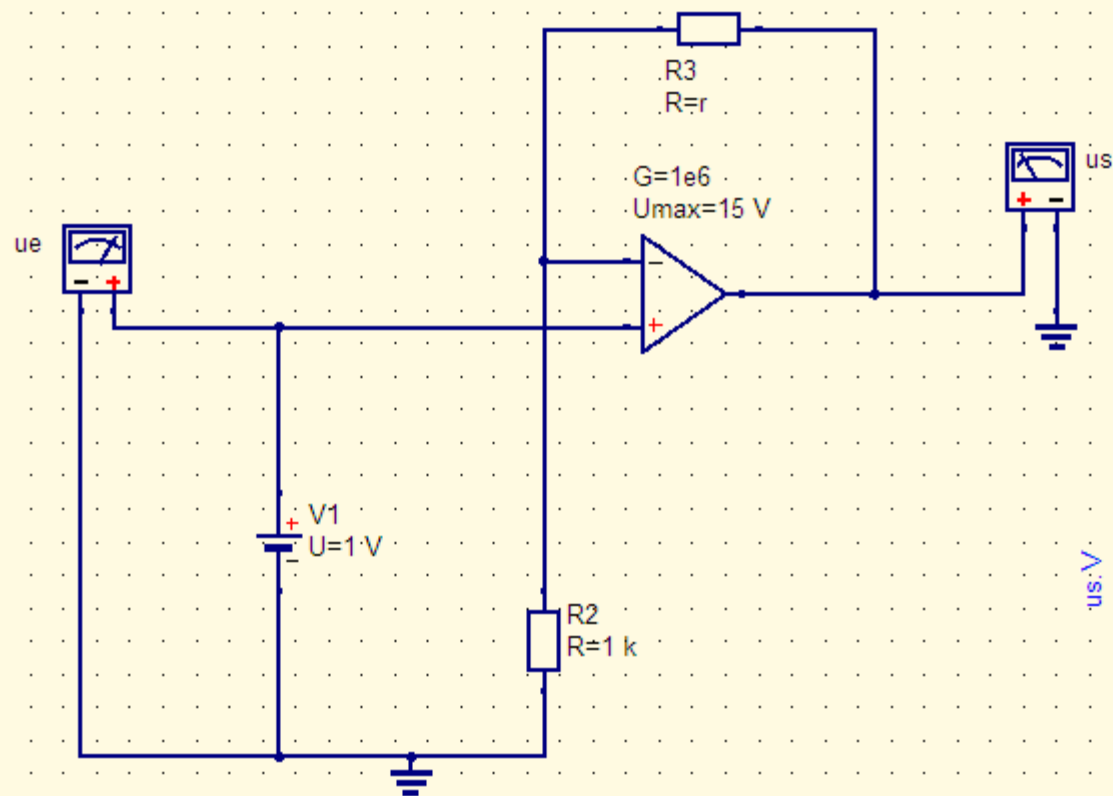 R3
R=r
us
G=1e6
Umax=15 V
ue
− +
+ −
−
+
+
V1
U=1 V
−
us.V
R2
R=1 k